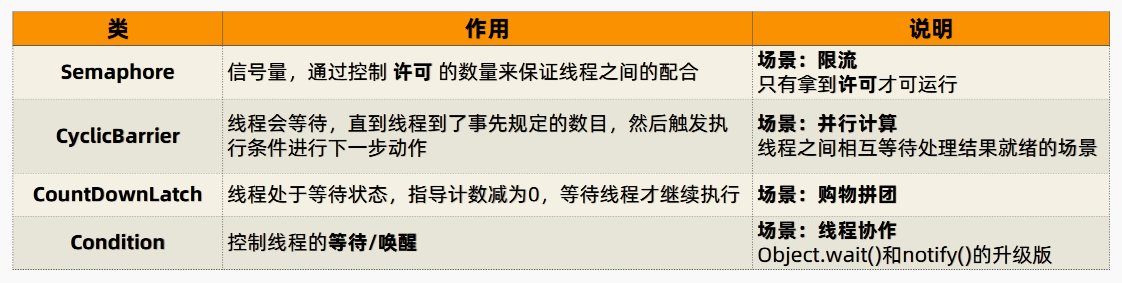 类 作用 说明
Semaphore 信号量，通过控制 许可 的数量来保证线程之间的配合 场景：限流
只有拿到许可才可运行
CyclicBarrier 线程会等待，直到线程到了事先规定的数目，然后触发执
行条件进行下一步动作 场景：并行计算
线程之间相互等待处理结果就绪的场景
CountDownLatch 线程处于等待状态，指导计数减为0，等待线程才继续执行 场景：购物拼团
Condition 控制线程的等待/唤醒 场景：线程协作
Object.wait()和notify()的升级版